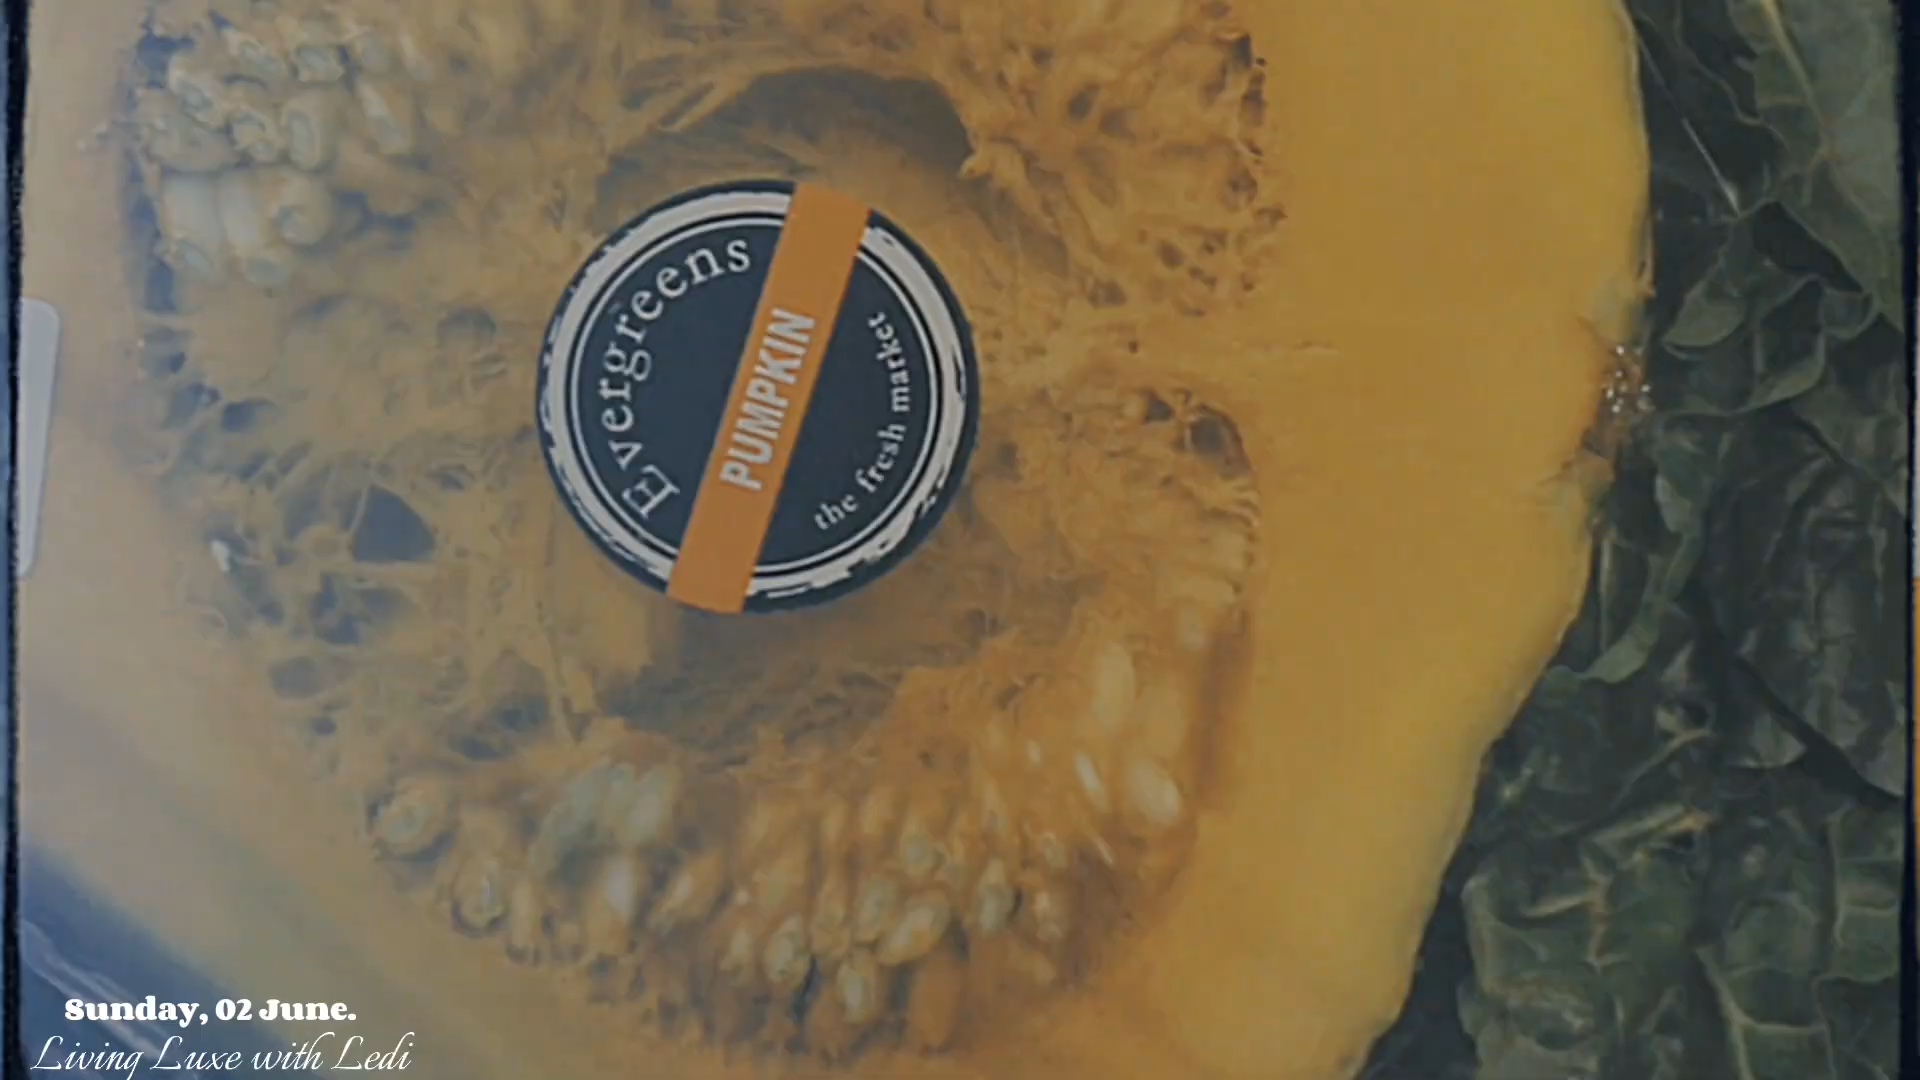 Evergreens
PUMPKIN
the fresh market
Sunday, 02 June.
Living Luxe with Ledi